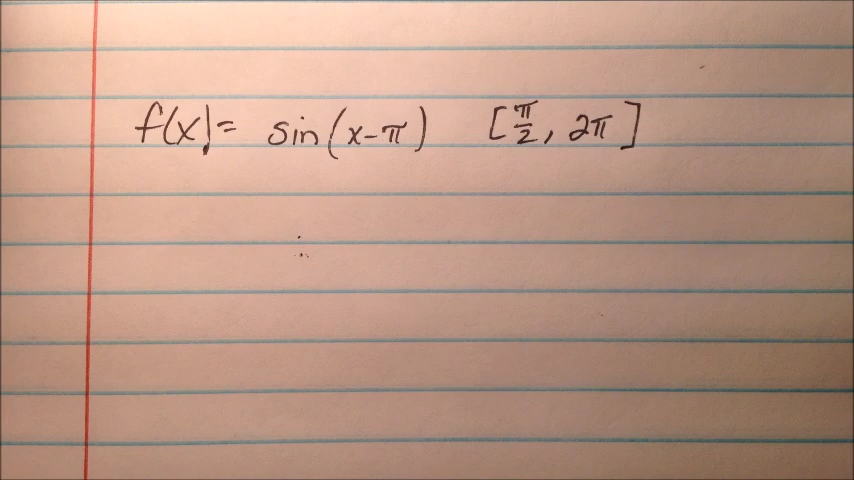 f(x)= sin(x-π) [π/2, 2π]